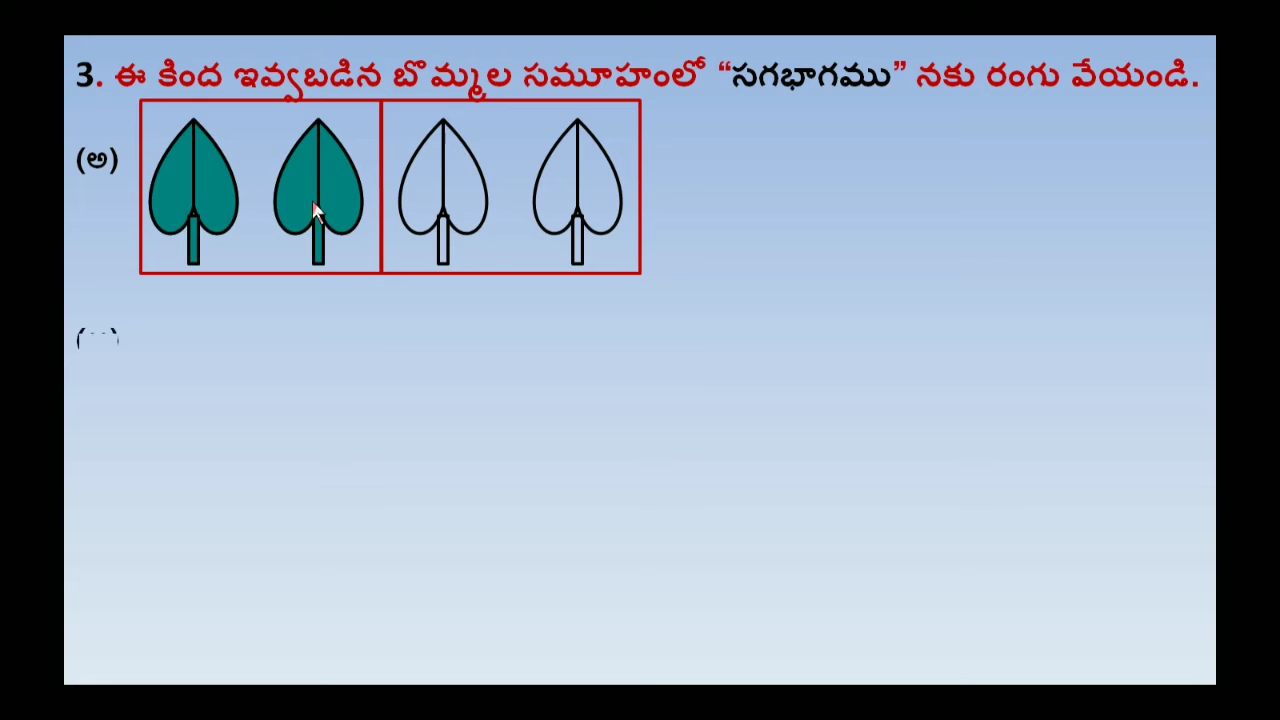 3. ఈ కింద ఇవ్వబడిన బొమ్మల సమూహంలో “సగభాగము” నకు రంగు వేయండి.
(అ)